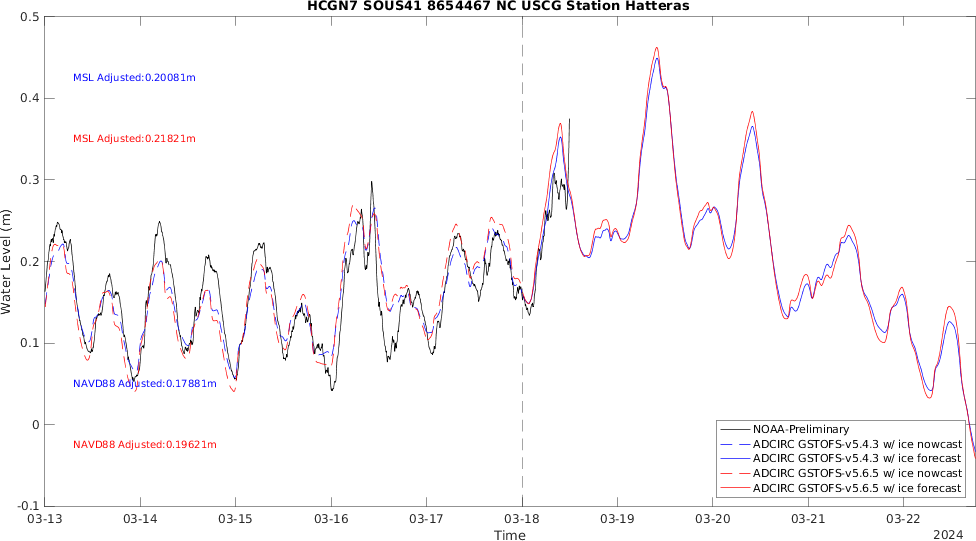 HCGN7 SOUS41 8654467 NC USCG Station Hatteras
0.5
MSL Adjusted:0.20081m
0.4
MSL Adjusted:0.21821m
0.3
Water Level (m)
0.2
0.1
NAVD88 Adjusted:0.17881m
0
NAVD88 Adjusted:0.19621m
NOAA-Preliminary
ADCIRC GSTOFS-v5.4.3 w/ ice nowcast
ADCIRC GSTOFS-v5.4.3 w/ ice forecast
ADCIRC GSTOFS-v5.6.5 w/ ice nowcast
ADCIRC GSTOFS-v5.6.5 w/ ice forecast
-0.1
03-13 03-14 03-15 03-16 03-17 03-18 03-19 03-20 03-21 03-22
Time
2024